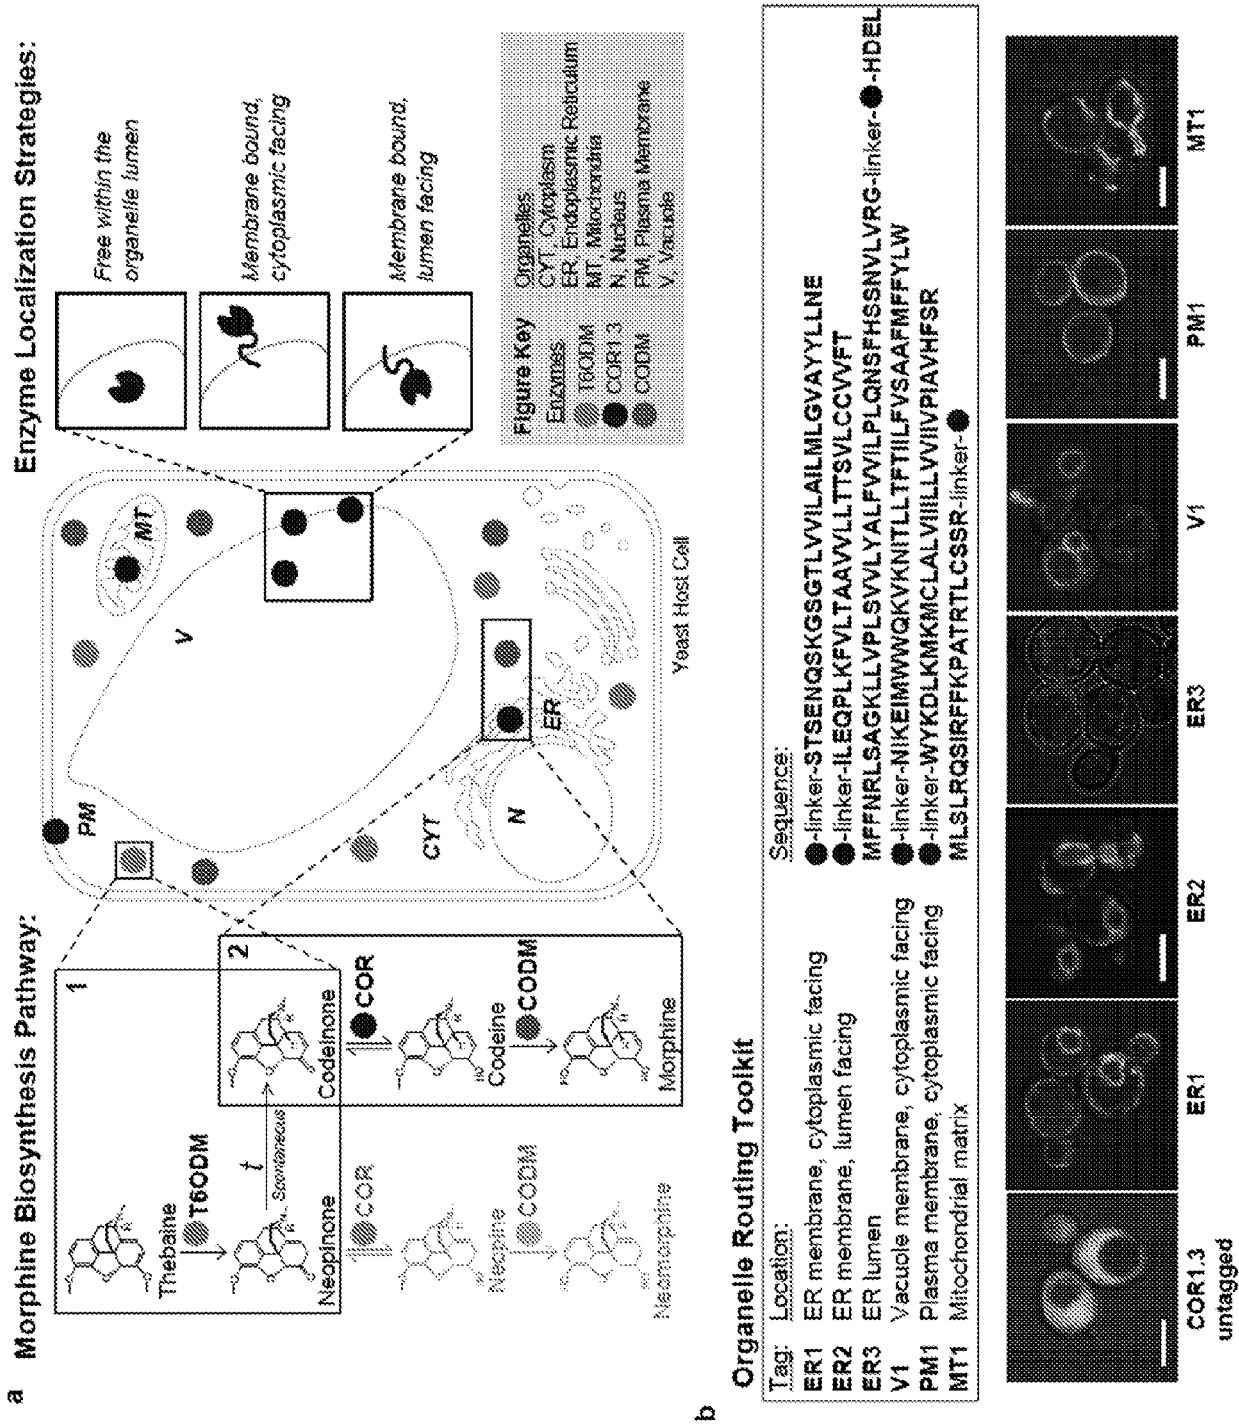 a
Morphine Biosynthesis Pathway:
Enzyme Localization Strategies:
1
Thebaine
T6ODM
Neopinone
t
Spontaneous
Codeinone
2
COR
COR
Neopine
Codeine
CODM
CODM
Neomorphine
Morphine
PM
V
MT
CYT
N
ER
Yeast Host Cell
Free within the
organelle lumen
Membrane bound,
cytoplasmic facing
Membrane bound,
lumen facing
Figure Key
Enzymes
T6ODM
COR1.3
CODM
Organelles
CYT, Cytoplasm
ER, Endoplasmic Reticulum
MT, Mitochondria
N, Nucleus
PM, Plasma Membrane
V, Vacuole
b
Organelle Routing Toolkit
Tag: Location: Sequence:
ER1 ER membrane, cytoplasmic facing ●-linker-STSENQSKGSGTLVVILAILMLGVAYYLLNE
ER2 ER membrane, lumen facing ●-linker-ILEQPLKFVLTAAVVLLTTSVLCCVVFT
ER3 ER lumen MFFNRLSAGKLLVPLSVVLYALFVVILPLQNSFHSSNVLVRG-linker-●-HDEL
V1 Vacuole membrane, cytoplasmic facing ●-linker-NIKEIMWWQKVKNITLLTFTIILFVSAAFMFFYLW
PM1 Plasma membrane, cytoplasmic facing ●-linker-WYKDLKMKMCLALVIIILLVVIIVPIAVHFSR
MT1 Mitochondrial matrix MLSLRQSIRFFKPATRTLCSSR-linker-●
COR1.3
untagged
ER1
ER2
ER3
V1
PM1
MT1